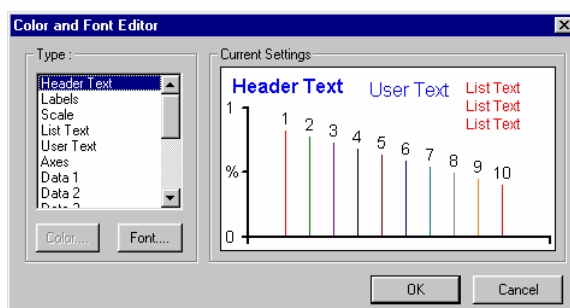 Color and Font Editor
Type :
Header Text
Labels
Scale
List Text
User Text
Axes
Data 1
Data 2
Color....
Font....
Current Settings
Header Text
User Text
List Text
List Text
List Text
1
1 2 3 4 5 6 7 8 9 10
%
0
OK
Cancel